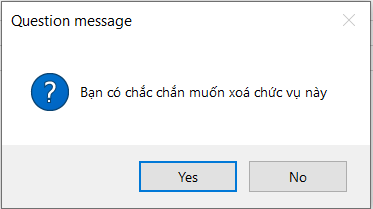 Question message
Bạn có chắc chắn muốn xoá chức vụ này
Yes
No